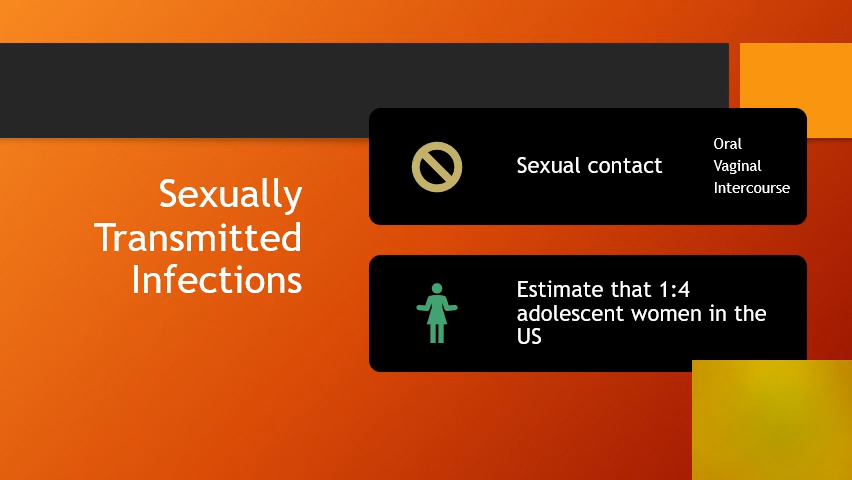 Sexually
Transmitted
Infections
Sexual contact
Oral
Vaginal
Intercourse
Estimate that 1:4
adolescent women in the
US